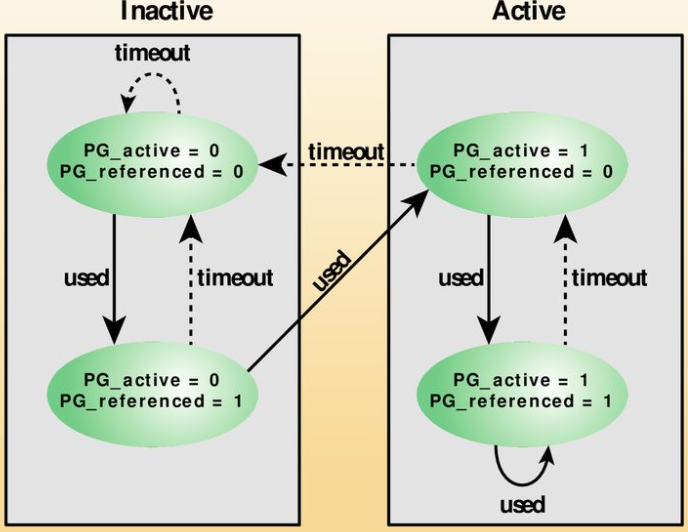 Inactive
Active
timeout
PG_active = 0
PG_referenced = 0
timeout
PG_active = 1
PG_referenced = 0
used
timeout
used
used
timeout
PG_active = 0
PG_referenced = 1
PG_active = 1
PG_referenced = 1
used